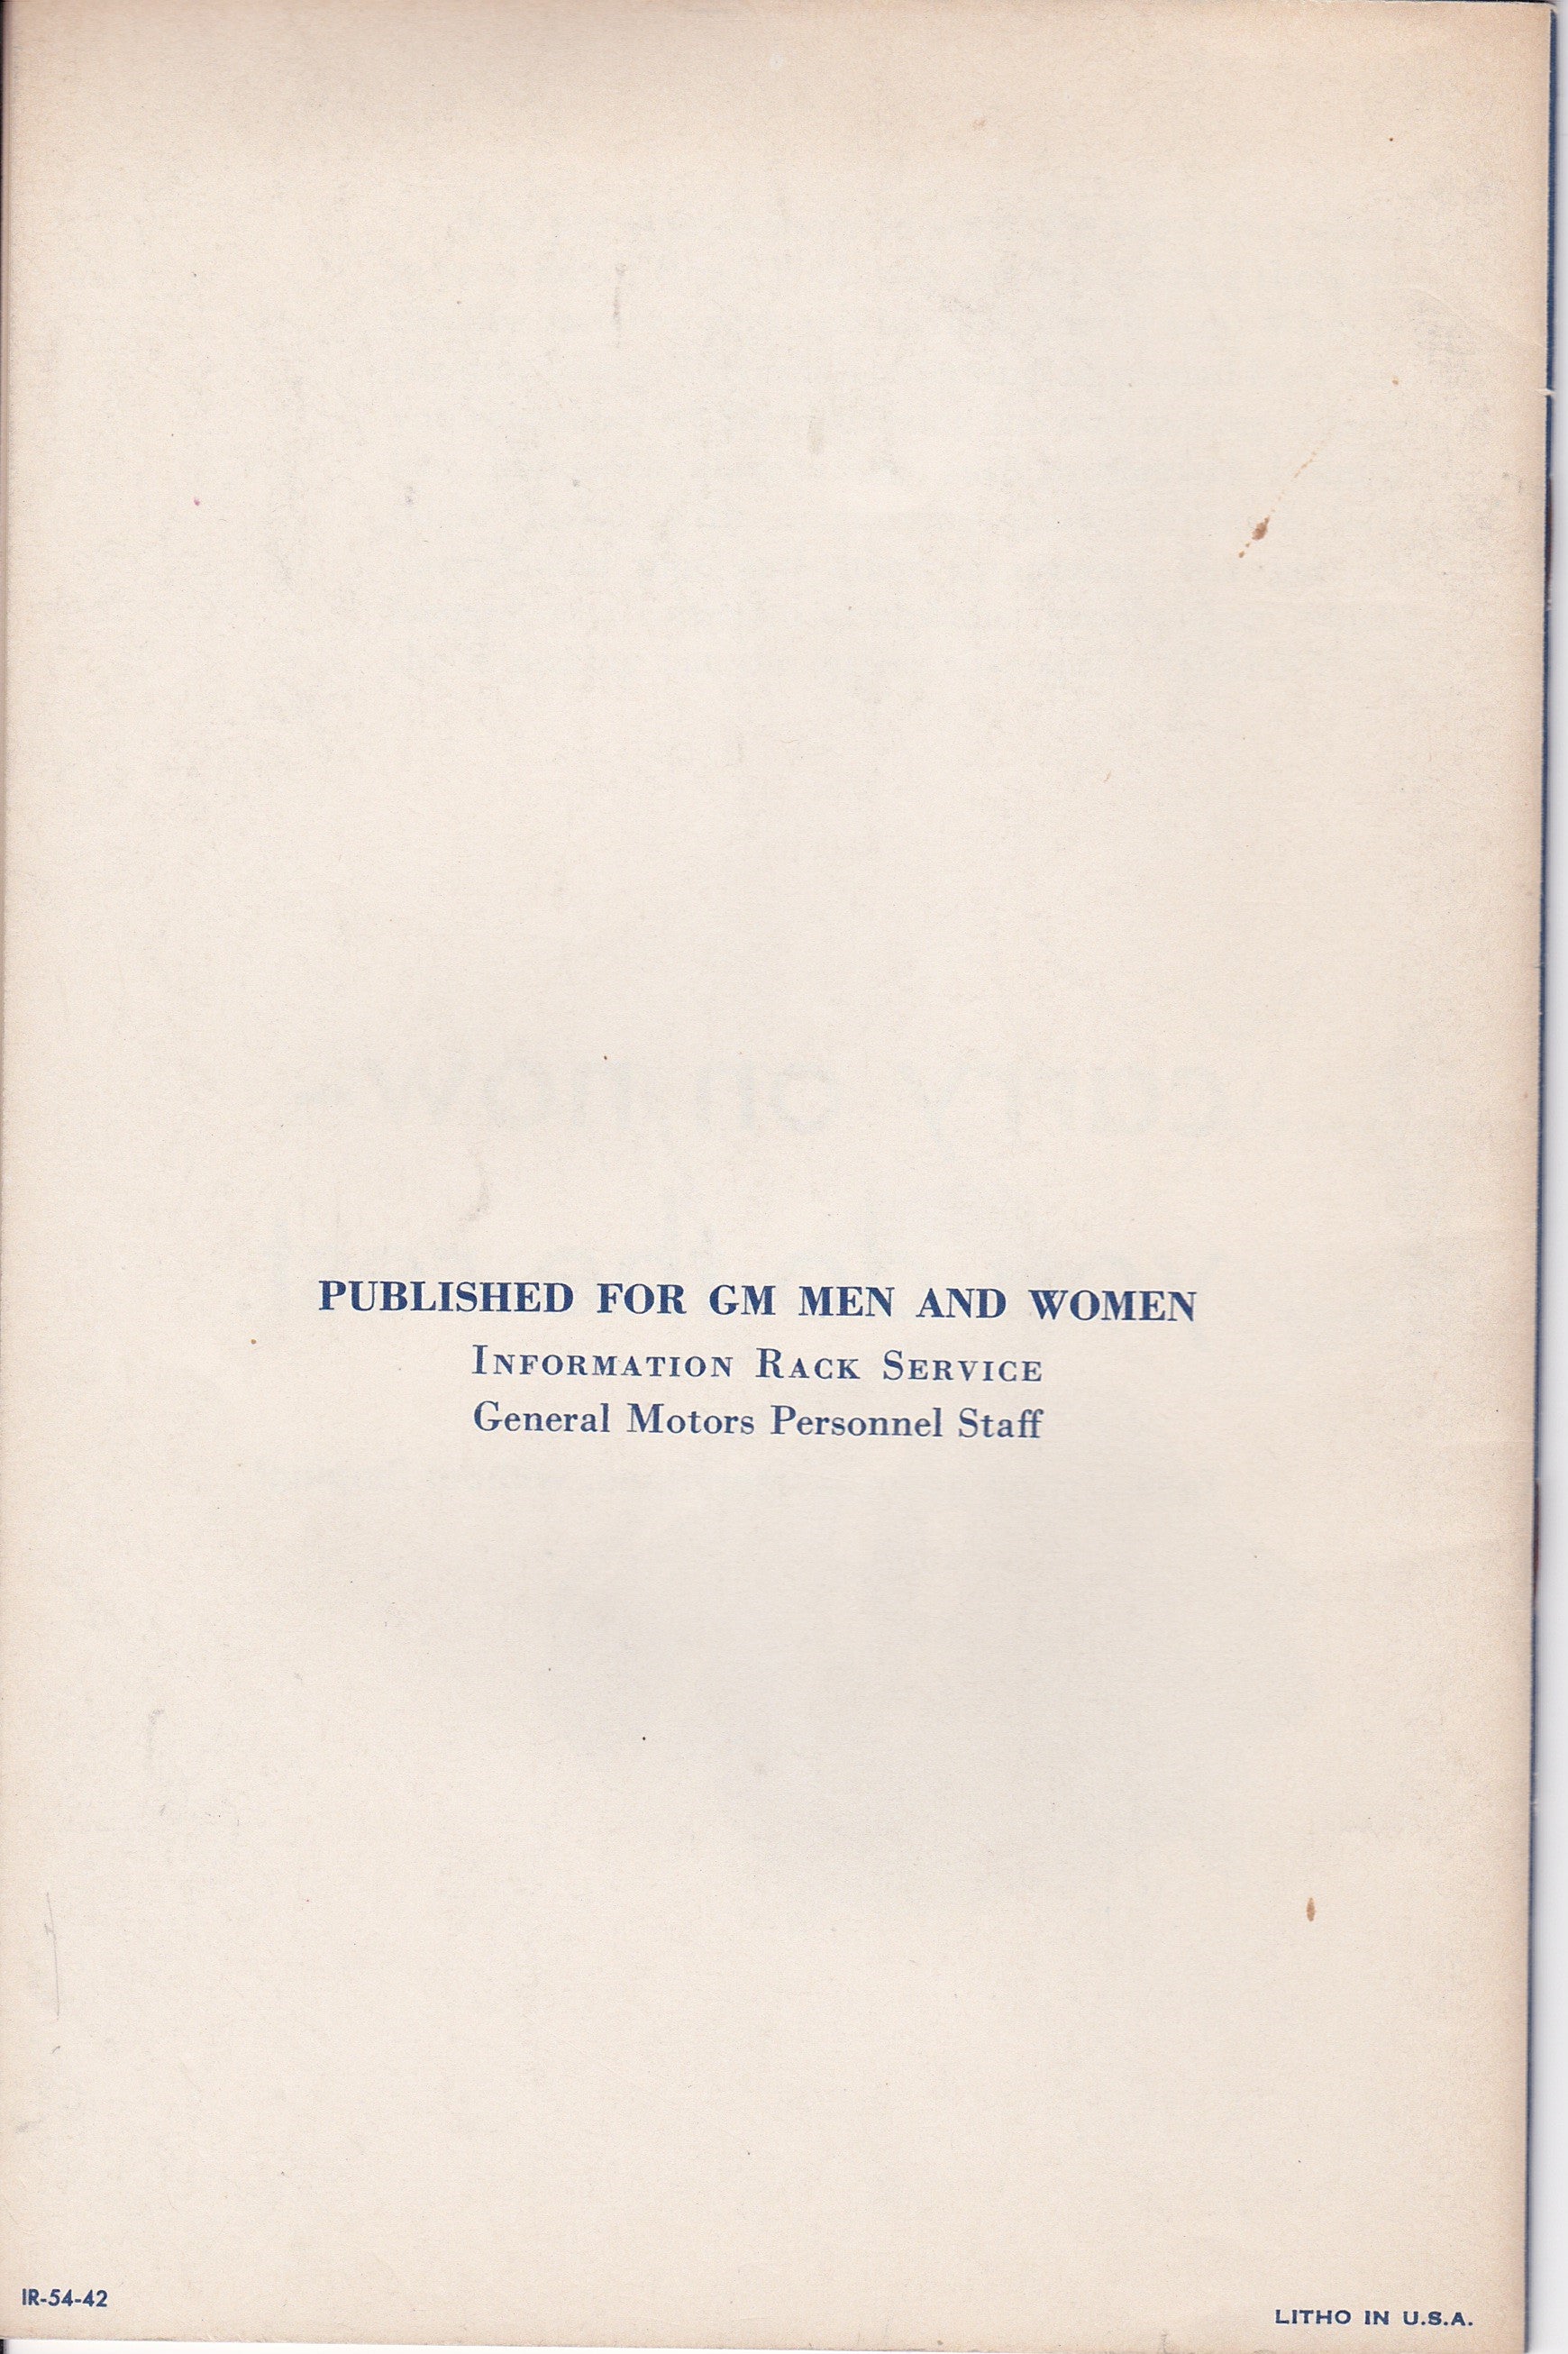 PUBLISHED FOR GM MEN AND WOMEN
INFORMATION RACK SERVICE
General Motors Personnel Staff
IR-54-42
LITHO IN U.S.A.